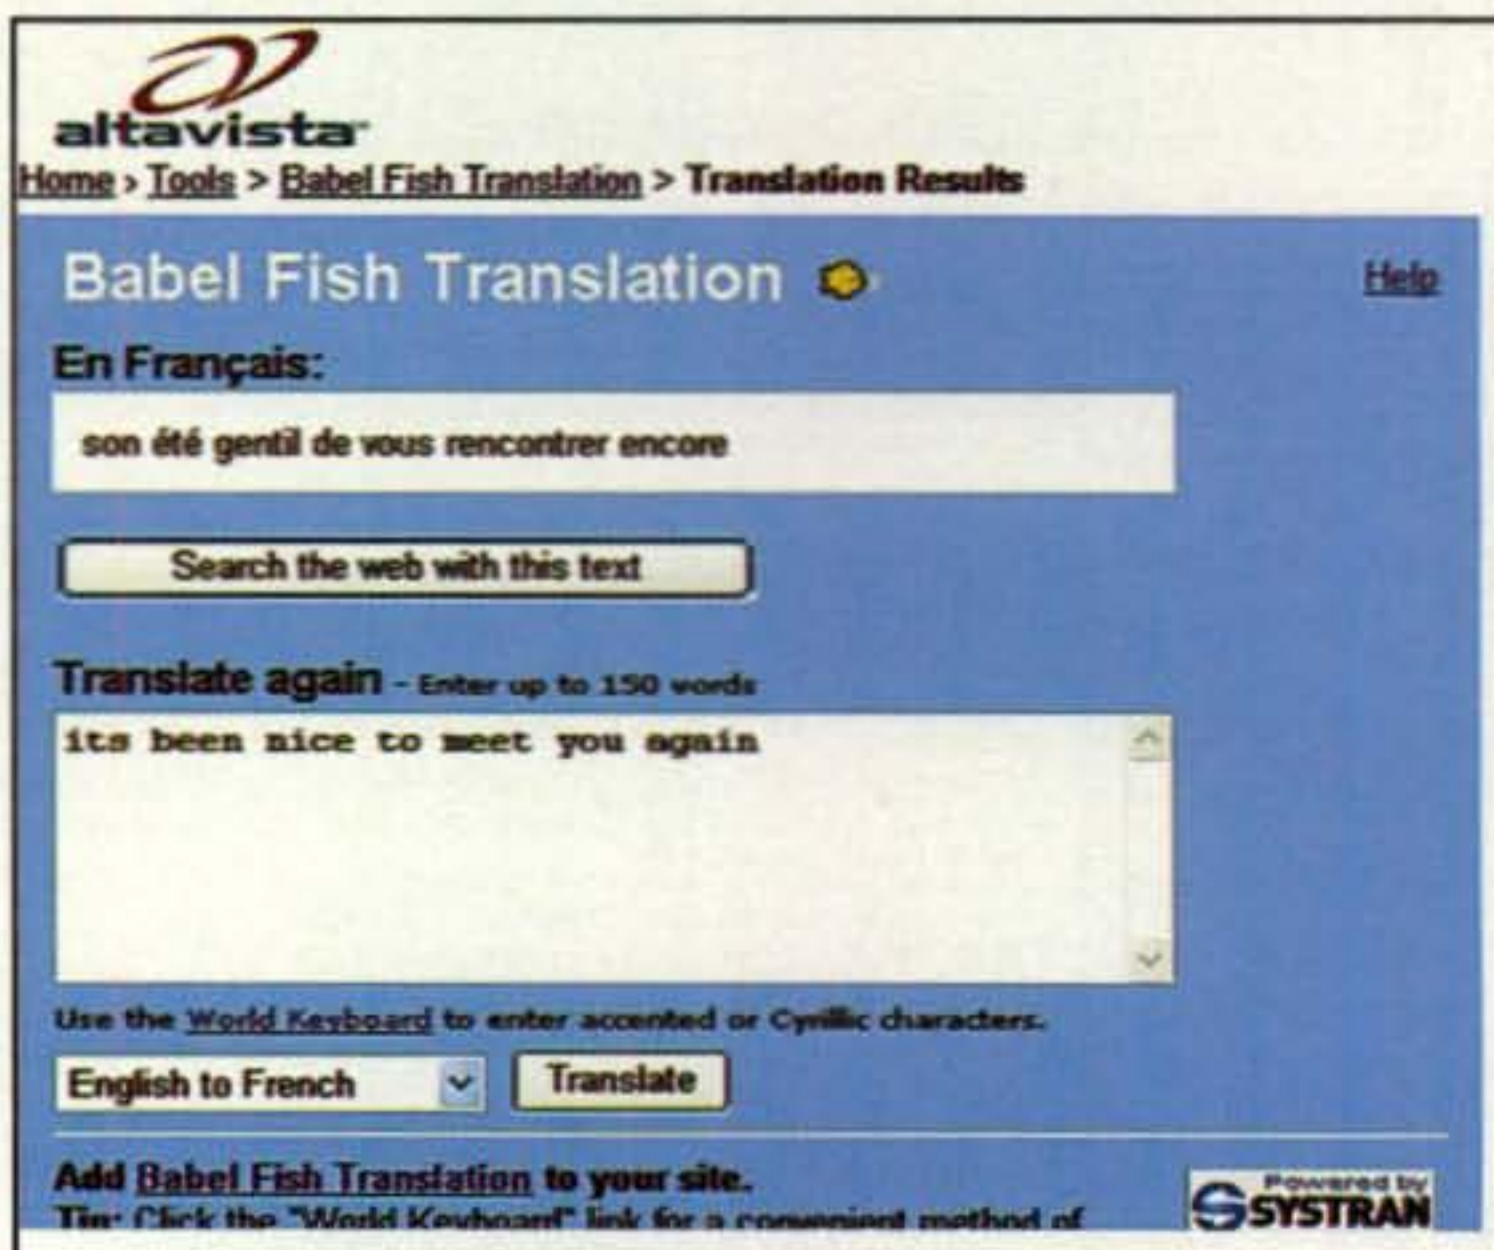 altavista™
Home > Tools > Babel Fish Translation > Translation Results
Babel Fish Translation
Help
En Français:
son été gentil de vous rencontrer encore
Search the web with this text
Translate again - Enter up to 150 words
its been nice to meet you again
Use the World Keyboard to enter accented or Cyrillic characters.
English to French
Translate
Add Babel Fish Translation to your site.
Powered by
SYSTRAN
Tip: Click the "World Keyboard" link for a convenient method of